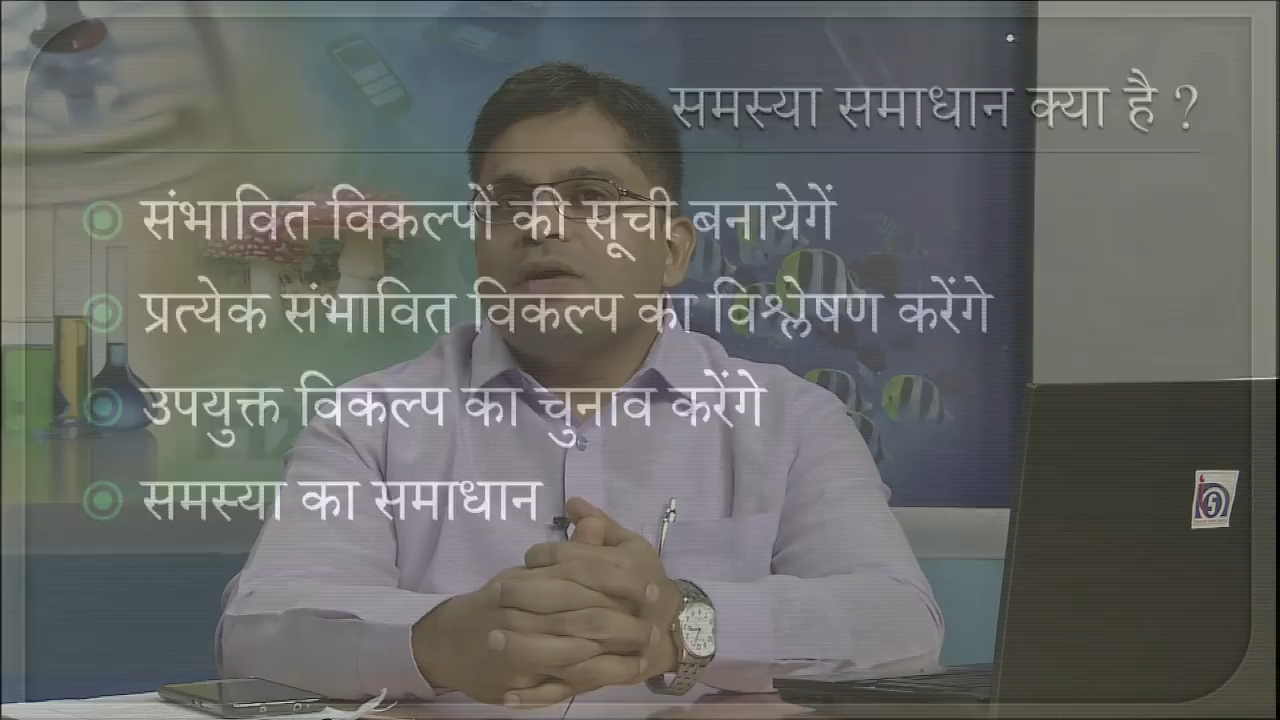 समस्या समाधान क्या है ?
संभावित विकल्पों की सूची बनायेगें
प्रत्येक संभावित विकल्प का विश्लेषण करेंगे
उपयुक्त विकल्प का चुनाव करेंगे
समस्या का समाधान